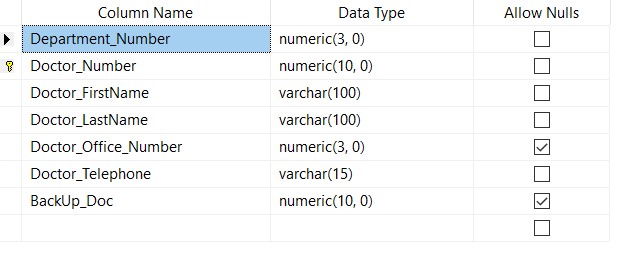 Column Name Data Type Allow Nulls
Department_Number numeric(3, 0)
Doctor_Number numeric(10, 0)
Doctor_FirstName varchar(100)
Doctor_LastName varchar(100)
Doctor_Office_Number numeric(3, 0)
Doctor_Telephone varchar(15)
BackUp_Doc numeric(10, 0)